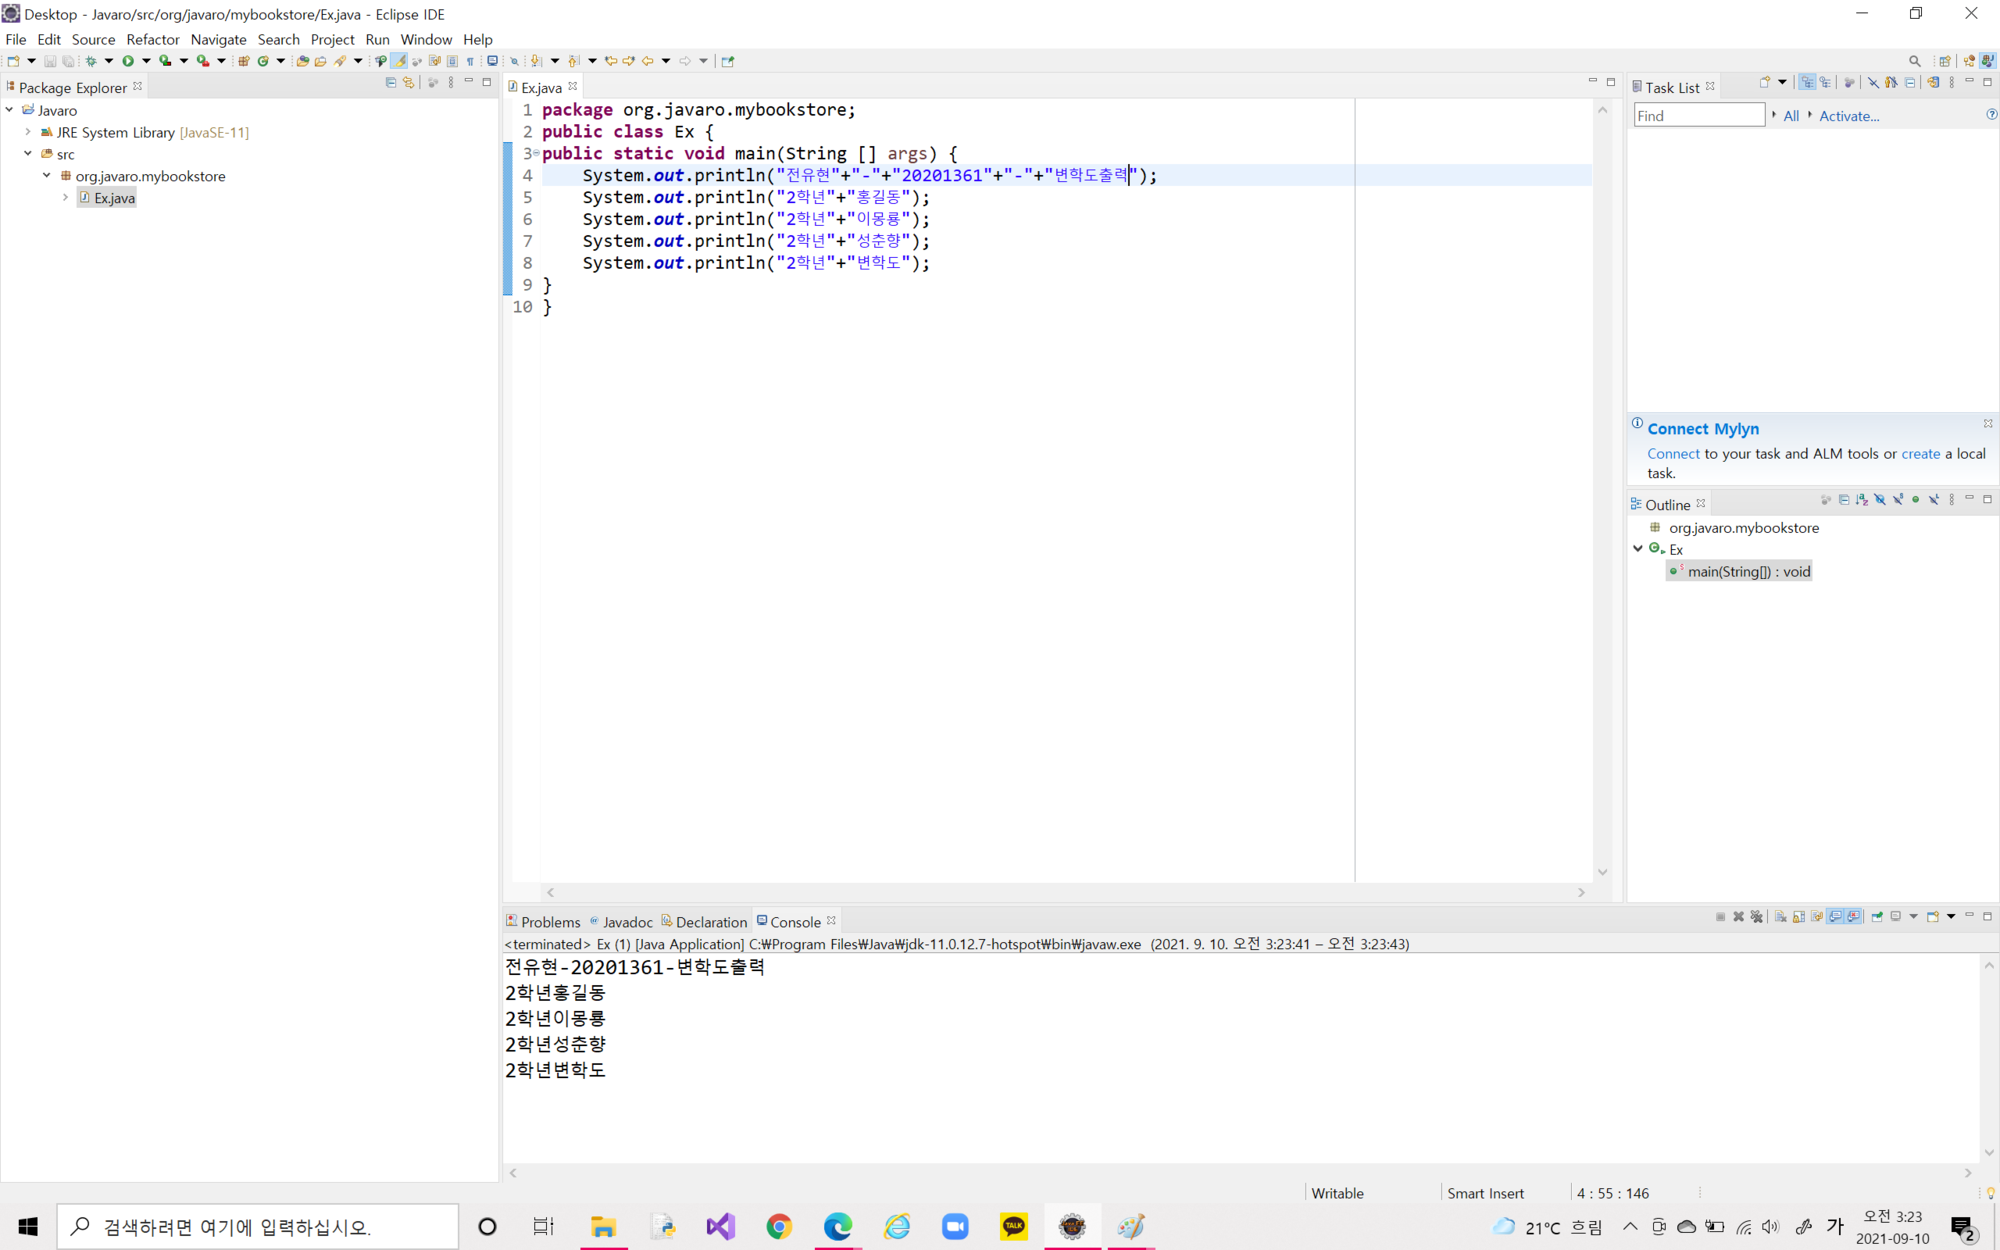 Desktop - Javaro/src/org/javaro/mybookstore/Ex.java - Eclipse IDE
File Edit Source Refactor Navigate Search Project Run Window Help
Package Explorer
Javaro
JRE System Library [JavaSE-11]
src
org.javaro.mybookstore
Ex.java
Ex.java
1 package org.javaro.mybookstore;
2 public class Ex {
3 public static void main(String [] args) {
4 System.out.println("전유현"+"-"+"20201361"+"-"+"변학도출력");
5 System.out.println("2학년"+"홍길동");
6 System.out.println("2학년"+"이몽룡");
7 System.out.println("2학년"+"성춘향");
8 System.out.println("2학년"+"변학도");
9 }
10 }
Task List
Find All Activate...
Connect Mylyn
Connect to your task and ALM tools or create a local
task.
Outline
org.javaro.mybookstore
Ex
main(String[]) : void
Problems Javadoc Declaration Console
<terminated> Ex (1) [Java Application] C:₩Program Files₩Java₩jdk-11.0.12.7-hotspot₩bin₩javaw.exe (2021. 9. 10. 오전 3:23:41 – 오전 3:23:43)
전유현-20201361-변학도출력
2학년홍길동
2학년이몽룡
2학년성춘향
2학년변학도
Writable Smart Insert 4 : 55 : 146
검색하려면 여기에 입력하십시오.
TALK
21℃ 흐림
가
오전 3:23
2021-09-10
2